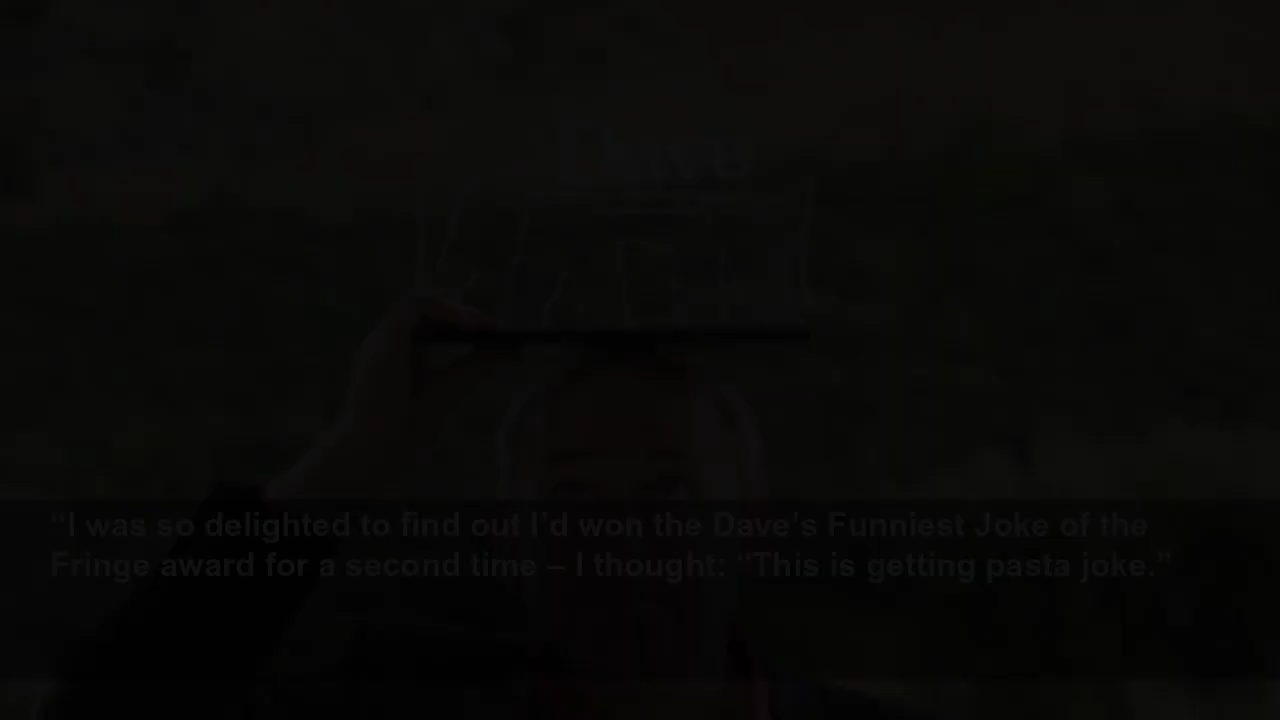 “I was so delighted to find out I’d won the Dave’s Funniest Joke of the
Fringe award for a second time – I thought: “This is getting pasta joke.”